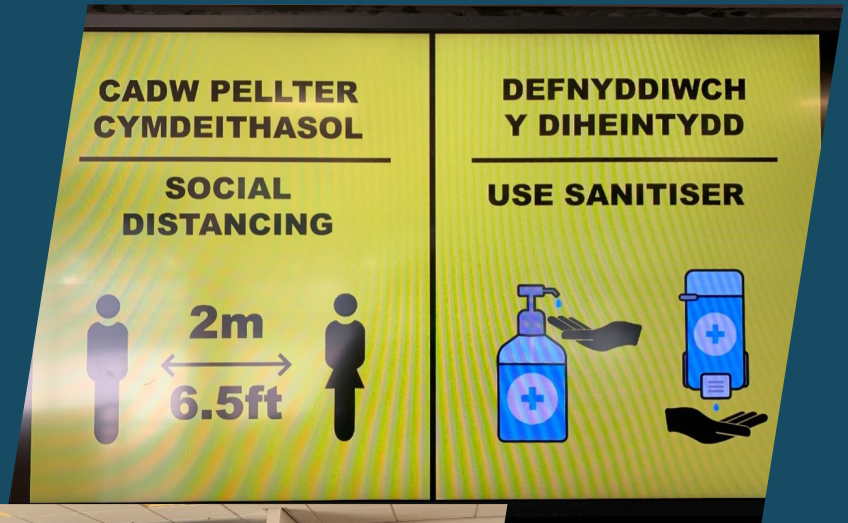 CADW PELLTER
CYMDEITHASOL
SOCIAL
DISTANCING
2m
6.5ft
DEFNYDDIWCH
Y DIHEINTYDD
USE SANITISER